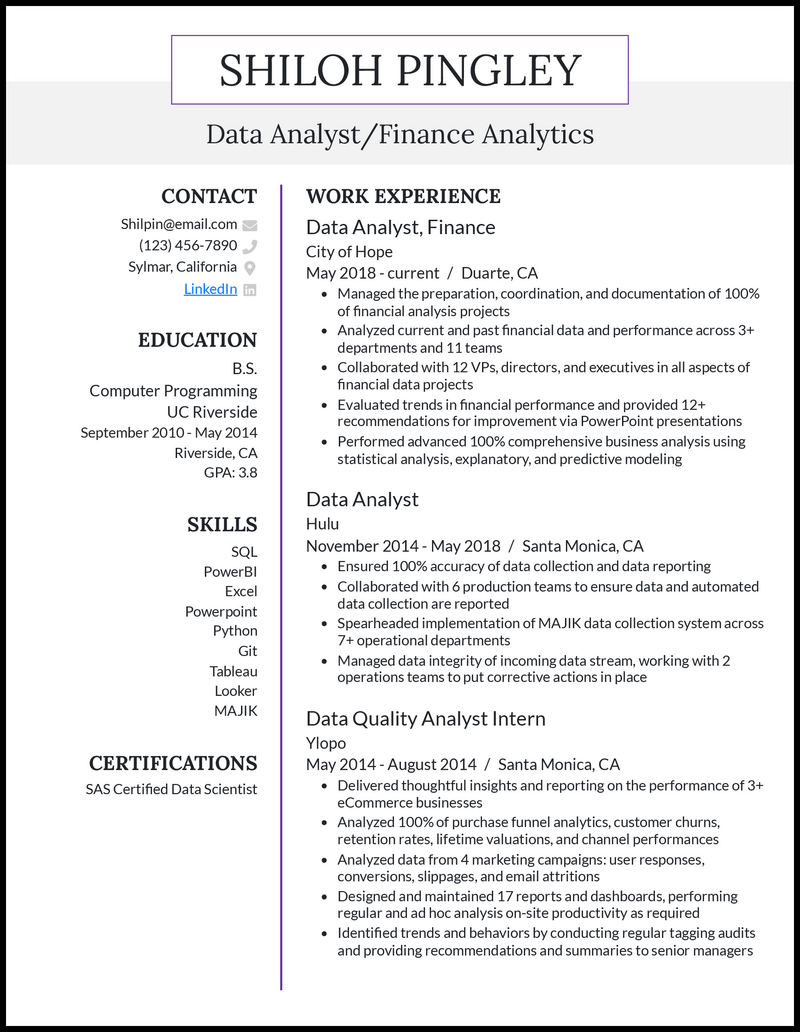 SHILOH PINGLEY
Data Analyst/Finance Analytics
CONTACT
Shilpin@email.com
(123) 456-7890
Sylmar, California
LinkedIn
EDUCATION
B.S.
Computer Programming
UC Riverside
September 2010 - May 2014
Riverside, CA
GPA: 3.8
SKILLS
SQL
PowerBI
Excel
Powerpoint
Python
Git
Tableau
Looker
MAJIK
CERTIFICATIONS
SAS Certified Data Scientist
WORK EXPERIENCE
Data Analyst, Finance
City of Hope
May 2018 - current / Duarte, CA
• Managed the preparation, coordination, and documentation of 100%
of financial analysis projects
• Analyzed current and past financial data and performance across 3+
departments and 11 teams
• Collaborated with 12 VPs, directors, and executives in all aspects of
financial data projects
• Evaluated trends in financial performance and provided 12+
recommendations for improvement via PowerPoint presentations
• Performed advanced 100% comprehensive business analysis using
statistical analysis, explanatory, and predictive modeling
Data Analyst
Hulu
November 2014 - May 2018 / Santa Monica, CA
• Ensured 100% accuracy of data collection and data reporting
• Collaborated with 6 production teams to ensure data and automated
data collection are reported
• Spearheaded implementation of MAJIK data collection system across
7+ operational departments
• Managed data integrity of incoming data stream, working with 2
operations teams to put corrective actions in place
Data Quality Analyst Intern
Ylopo
May 2014 - August 2014 / Santa Monica, CA
• Delivered thoughtful insights and reporting on the performance of 3+
eCommerce businesses
• Analyzed 100% of purchase funnel analytics, customer churns,
retention rates, lifetime valuations, and channel performances
• Analyzed data from 4 marketing campaigns: user responses,
conversions, slippages, and email attritions
• Designed and maintained 17 reports and dashboards, performing
regular and ad hoc analysis on-site productivity as required
• Identified trends and behaviors by conducting regular tagging audits
and providing recommendations and summaries to senior managers